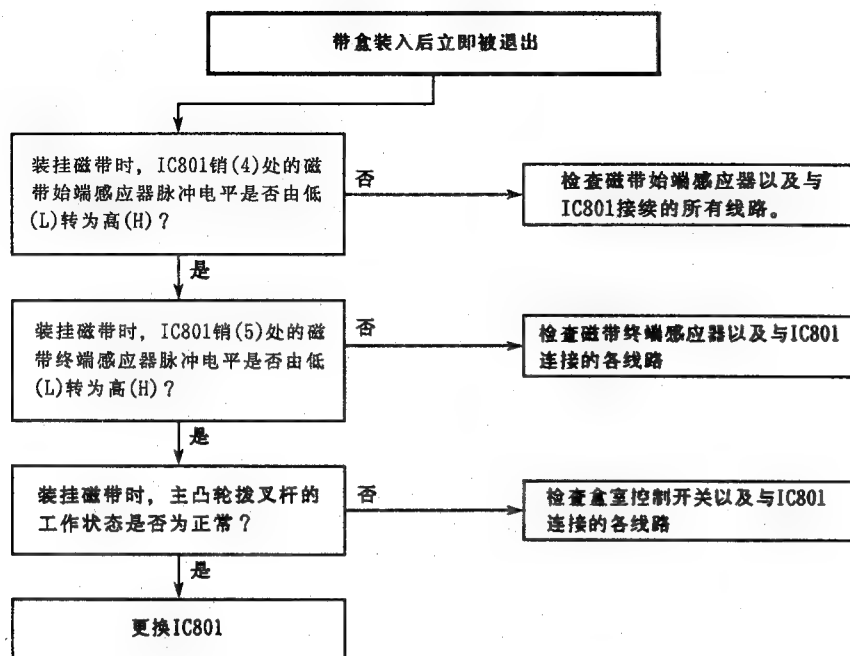 带盒装入后立即被退出
装挂磁带时，IC801销(4)处的磁
带始端感应器脉冲电平是否由低
(L)转为高(H)？
否
检查磁带始端感应器以及与
IC801接续的所有线路。
是
装挂磁带时，IC801销(5)处的磁
带终端感应器脉冲电平是否由低
(L)转为高(H)？
否
检查磁带终端感应器以及与IC801
连接的各线路
是
装挂磁带时，主凸轮拨叉杆的
工作状态是否为正常？
否
检查盒室控制开关以及与IC801
连接的各线路
是
更换IC801